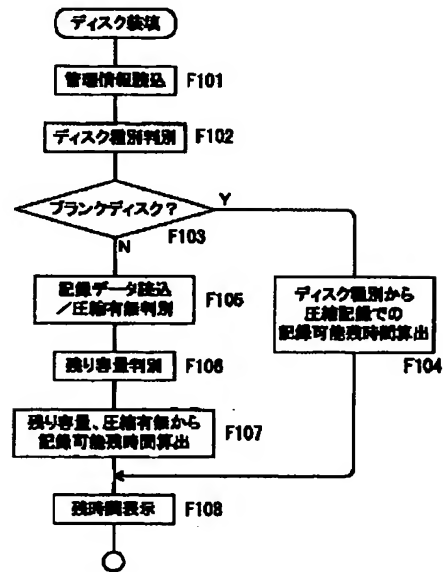 ディスク装填
管理情報読込 F101
ディスク種別判別 F102
ブランクディスク?
Y
F103
N
記録データ読込
/圧縮有無判別
F105
ディスク種別から
圧縮記録での
記録可能残時間算出
F104
残り容量判別 F106
残り容量、圧縮有無から
記録可能残時間算出
F107
残時間表示 F108